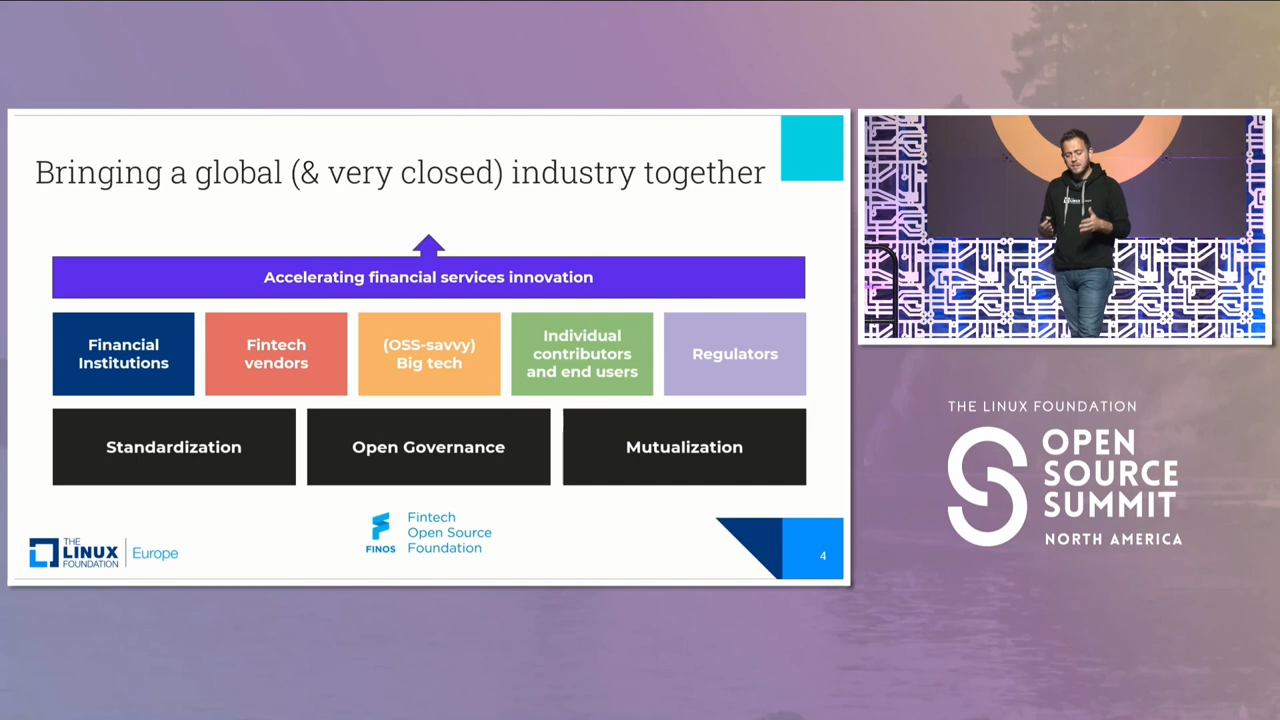 Bringing a global (& very closed) industry together
Accelerating financial services innovation
Financial
Institutions
Fintech
vendors
(OSS-savvy)
Big tech
Individual
contributors
and end users
Regulators
Standardization
Open Governance
Mutualization
THE
LINUX
FOUNDATION
Europe
FINOS
Fintech
Open Source
Foundation
4
THE LINUX FOUNDATION
OPEN
SOURCE
SUMMIT
NORTH AMERICA